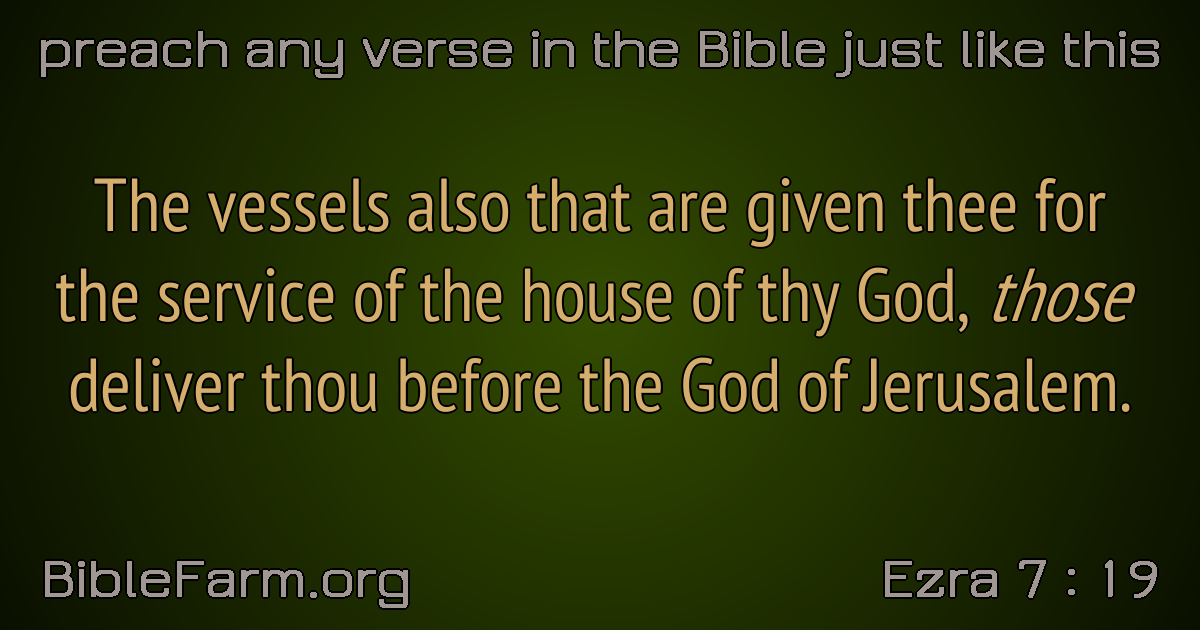 preach any verse in the Bible just like this
The vessels also that are given thee for
the service of the house of thy God, those
deliver thou before the God of Jerusalem.
BibleFarm.org
Ezra 7 : 19